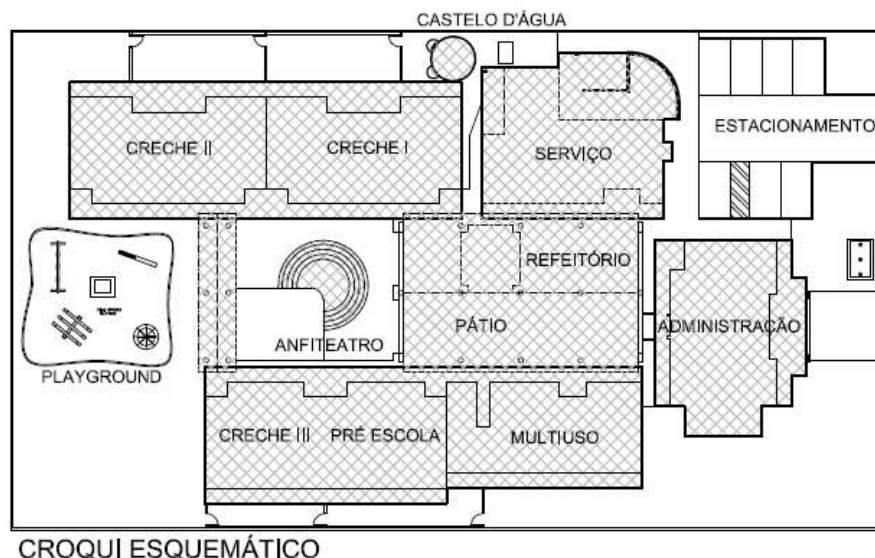 CASTELO D'ÁGUA
CRECHE II
CRECHE I
SERVIÇO
ESTACIONAMENTO
REFEITÓRIO
PÁTIO
ADMINISTRAÇÃO
ANFITEATRO
PLAYGROUND
CRECHE III
PRÉ ESCOLA
MULTIUSO
CROQUI ESQUEMÁTICO